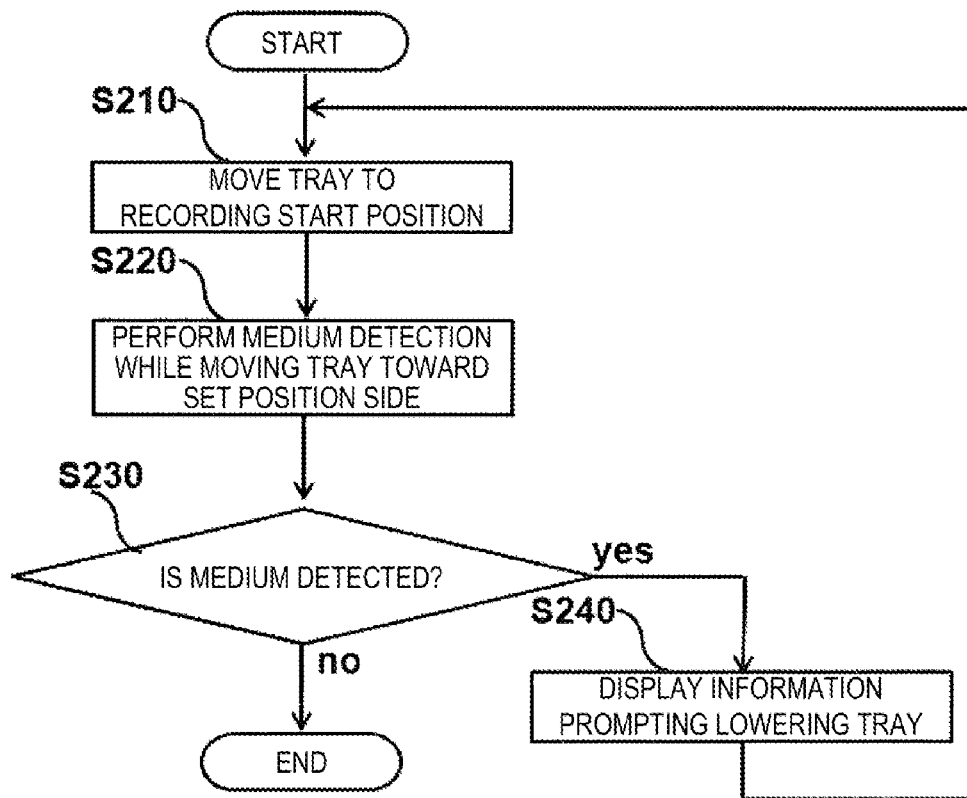 START
S210
MOVE TRAY TO
RECORDING START POSITION
S220
PERFORM MEDIUM DETECTION
WHILE MOVING TRAY TOWARD
SET POSITION SIDE
S230
IS MEDIUM DETECTED?
yes
S240
no
DISPLAY INFORMATION
PROMPTING LOWERING TRAY
END